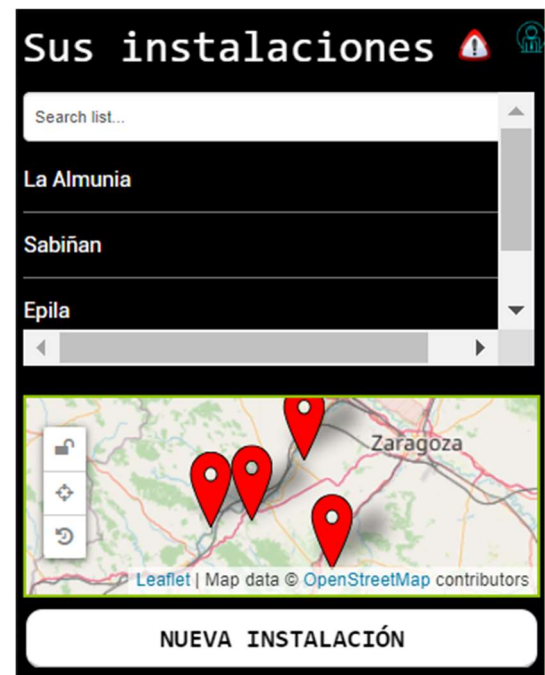 Sus instalaciones
Search list...
La Almunia
Sabiñan
Epila
Zaragoza
Leaflet | Map data © OpenStreetMap contributors
NUEVA INSTALACIÓN